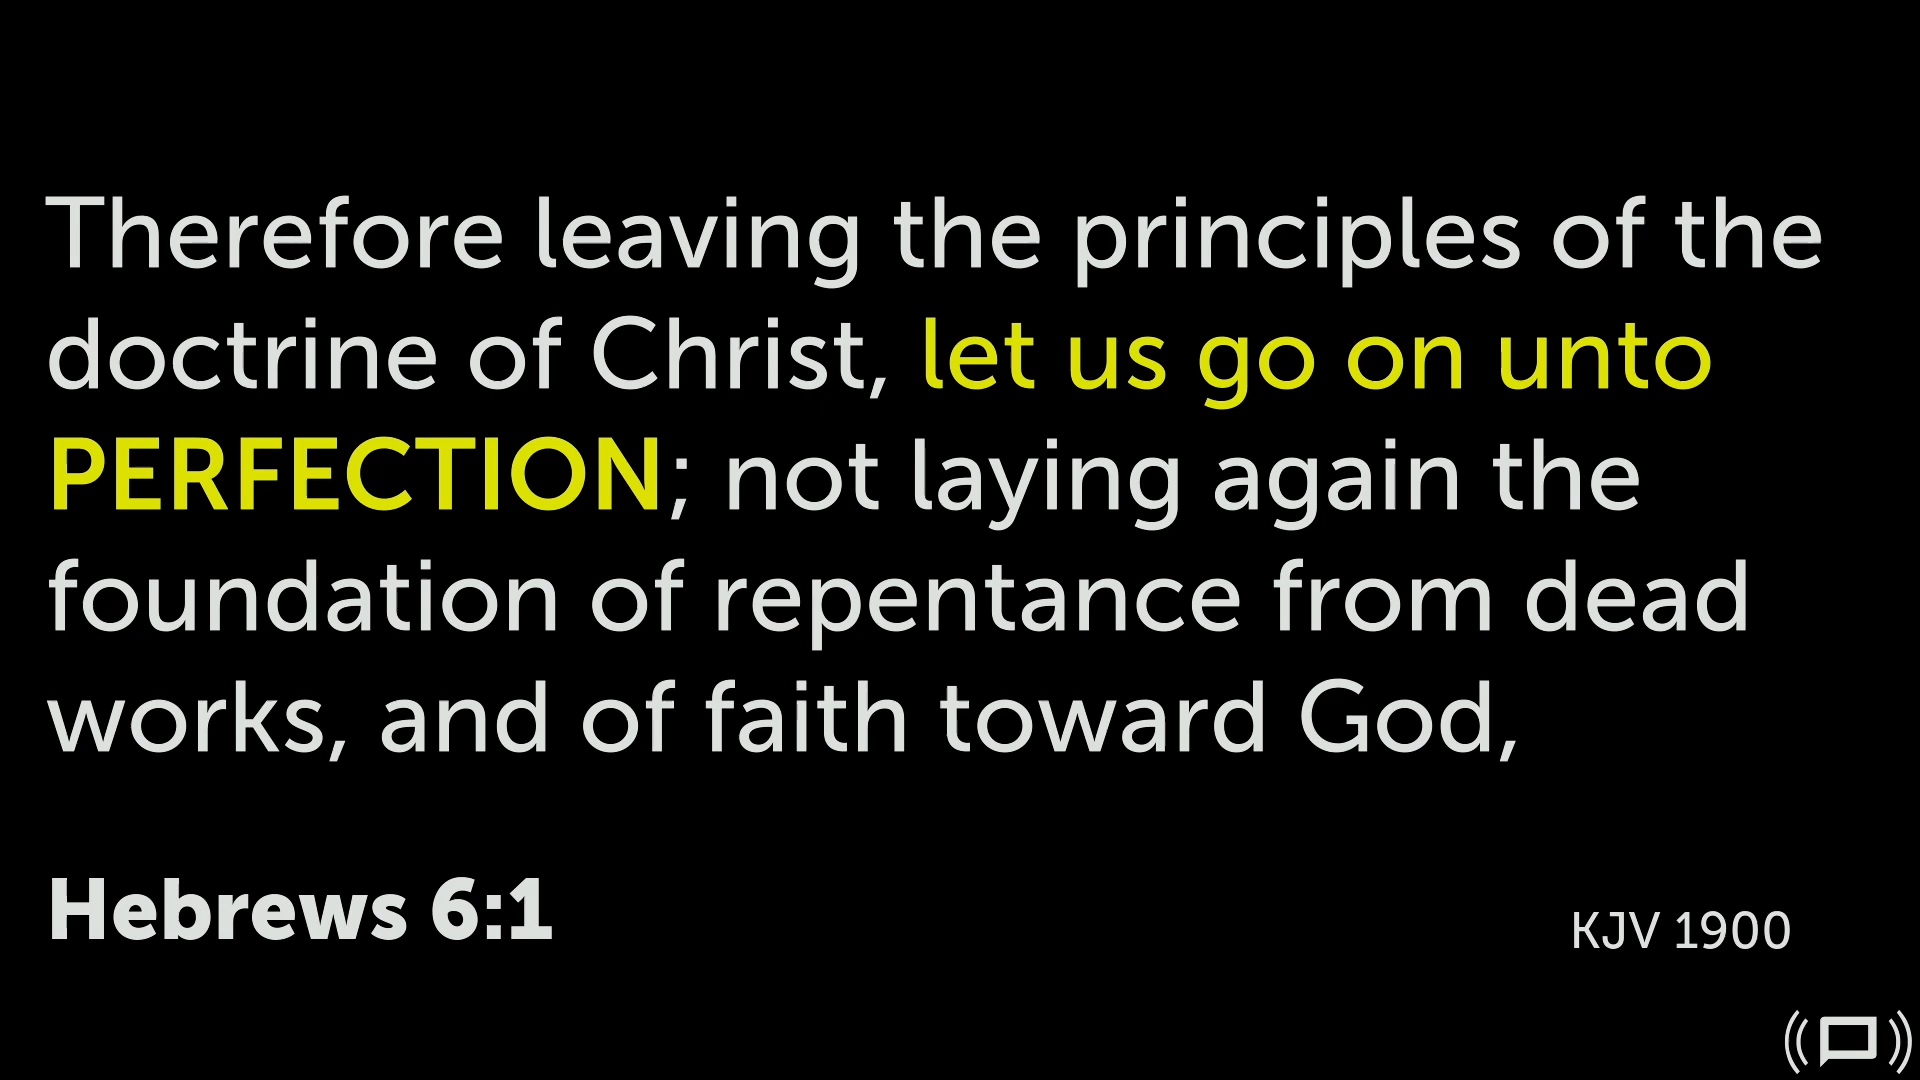 Therefore leaving the principles of the
doctrine of Christ, let us go on unto
PERFECTION; not laying again the
foundation of repentance from dead
works, and of faith toward God,
Hebrews 6:1
KJV 1900